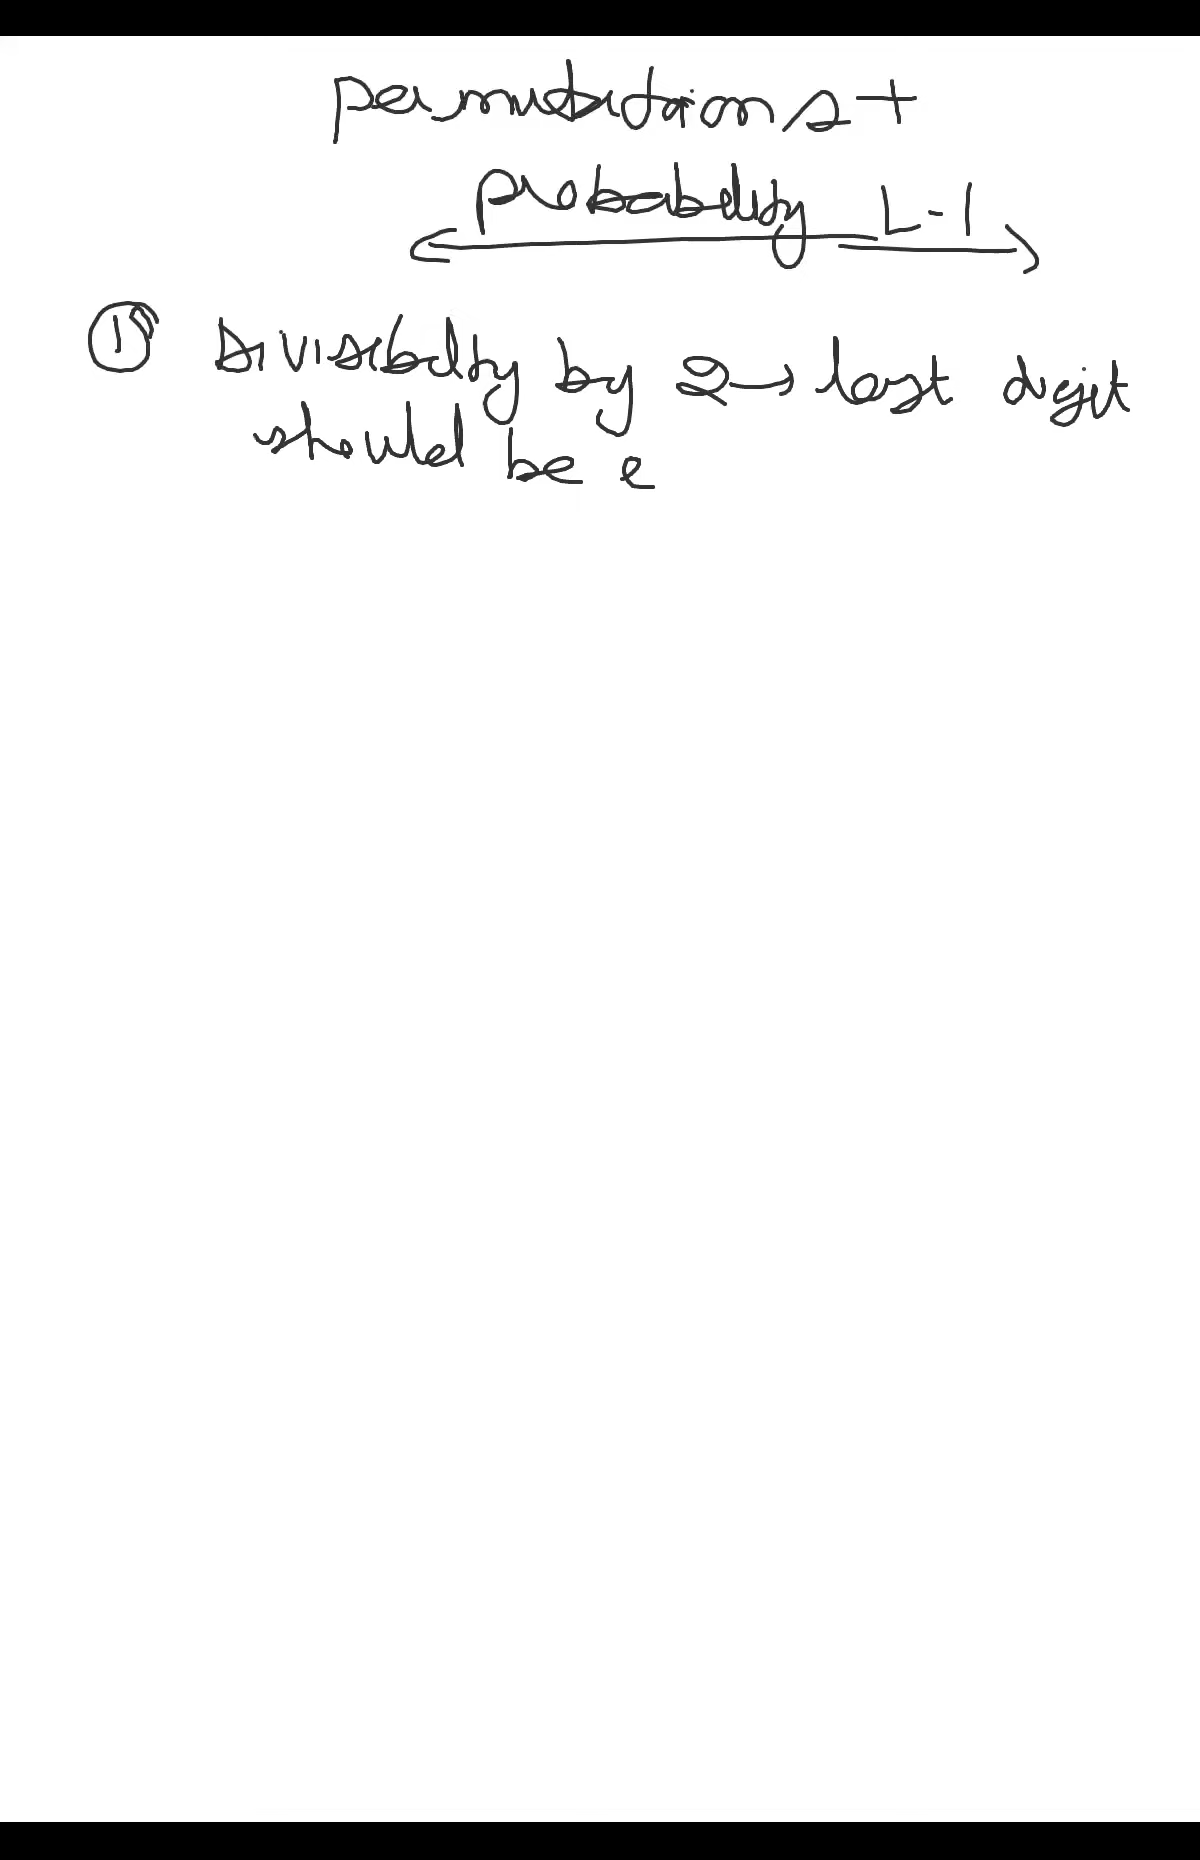 permutations +
probability L-1
① Divisibility by 2 → last digit
should be e